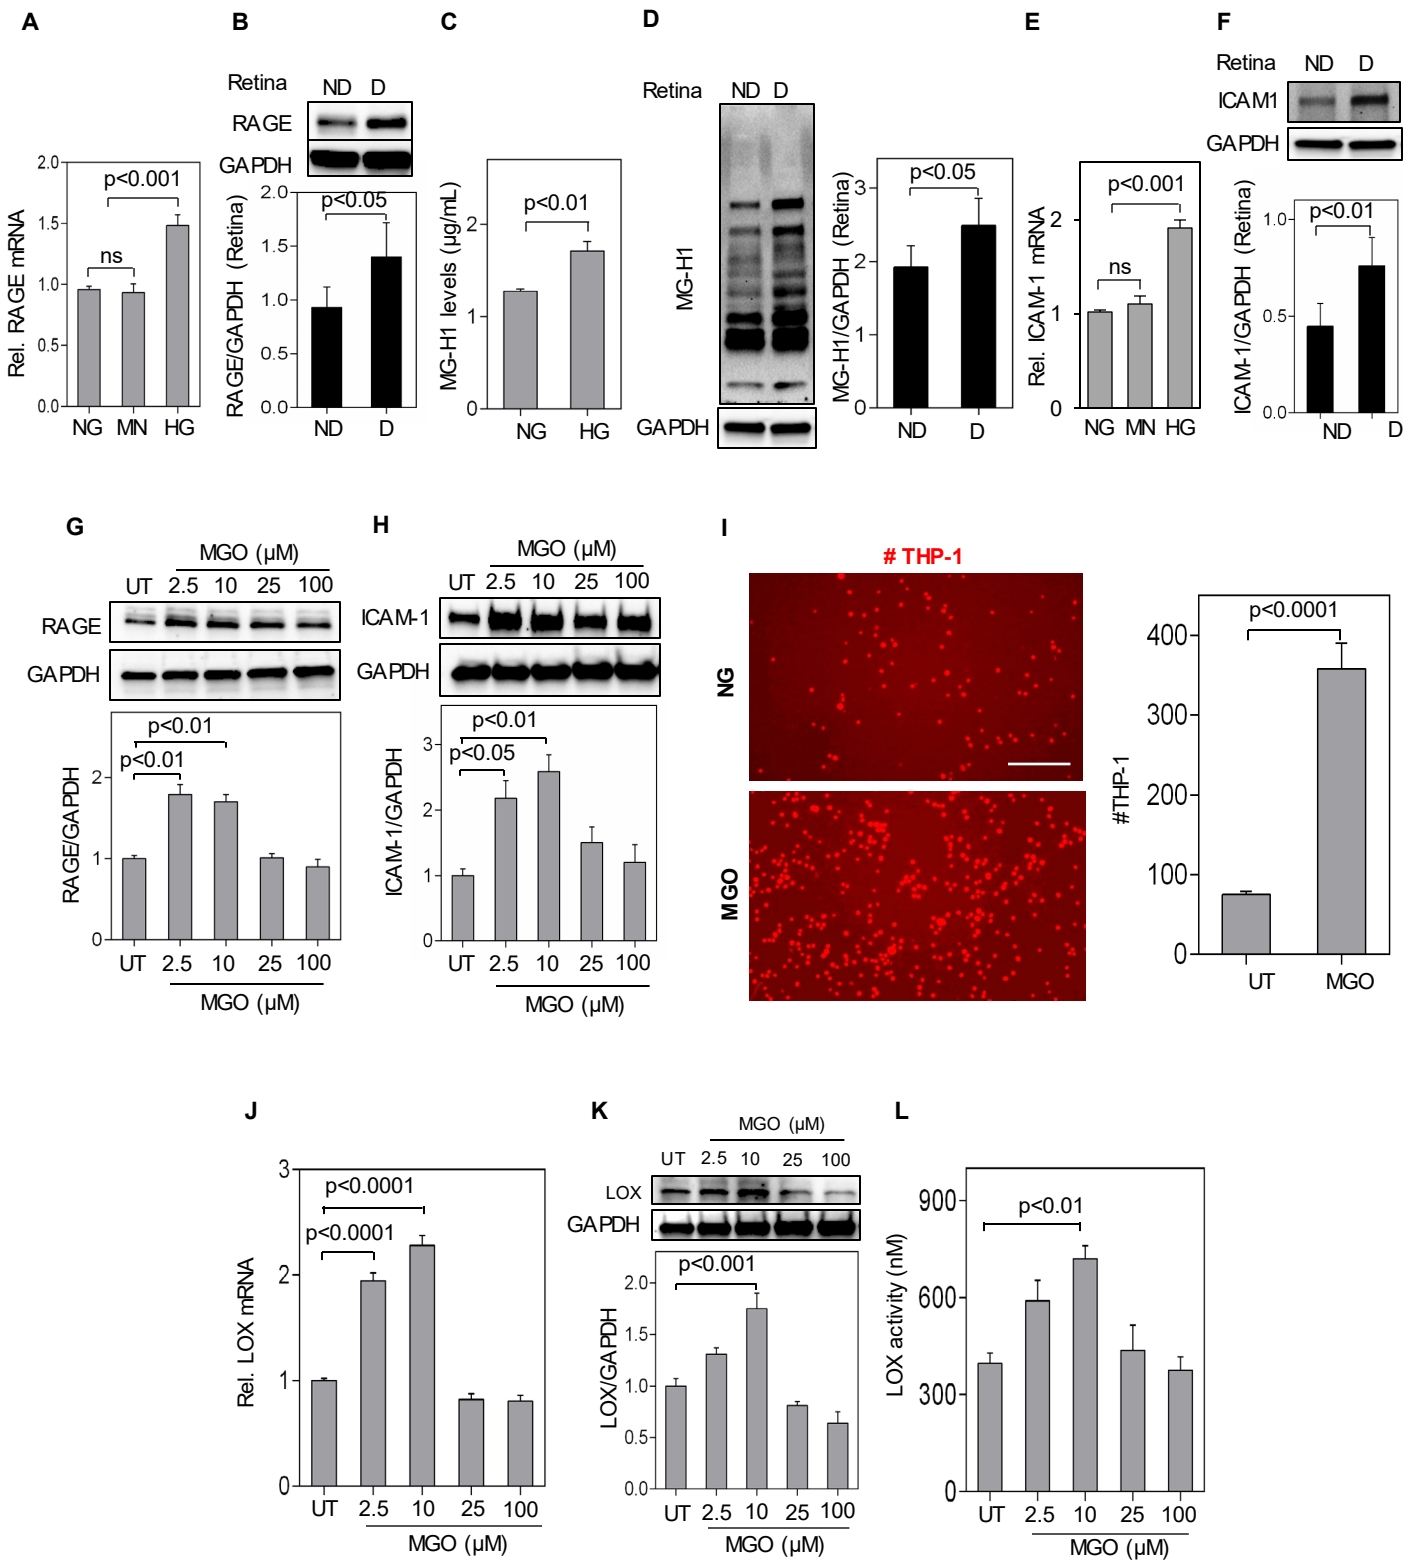 A
Rel. RAGE mRNA
2.0
1.5
1.0
0.5
0.0
p<0.001
ns
NG MN HG
B
Retina ND D
RAGE
GAPDH
RAGE/GAPDH (Retina)
2.0
1.5
1.0
0.5
0.0
p<0.05
ND D
C
MG-H1 levels (µg/mL)
2
1
0
p<0.01
NG HG
D
Retina ND D
MG-H1
GAPDH
MG-H1/GAPDH (Retina)
3
2
1
0
p<0.05
ND D
E
Rel. ICAM-1 mRNA
2
1
0
p<0.001
ns
NG MN HG
F
Retina ND D
ICAM1
GAPDH
ICAM-1/GAPDH (Retina)
1.0
0.5
0.0
p<0.01
ND D
G
MGO (µM)
UT 2.5 10 25 100
RAGE
GAPDH
RAGE/GAPDH
2
1
0
p<0.01
p<0.01
UT 2.5 10 25 100
MGO (µM)
H
MGO (µM)
UT 2.5 10 25 100
ICAM-1
GAPDH
ICAM-1/GAPDH
3
2
1
0
p<0.01
p<0.05
UT 2.5 10 25 100
MGO (µM)
I
# THP-1
NG
MGO
#THP-1
400
300
200
100
0
p<0.0001
UT MGO
J
Rel. LOX mRNA
3
2
1
0
p<0.0001
p<0.0001
UT 2.5 10 25 100
MGO (µM)
K
MGO (µM)
UT 2.5 10 25 100
LOX
GAPDH
LOX/GAPDH
2.0
1.5
1.0
0.5
0.0
p<0.001
UT 2.5 10 25 100
MGO (µM)
L
LOX activity (nM)
900
600
300
0
p<0.01
UT 2.5 10 25 100
MGO (µM)